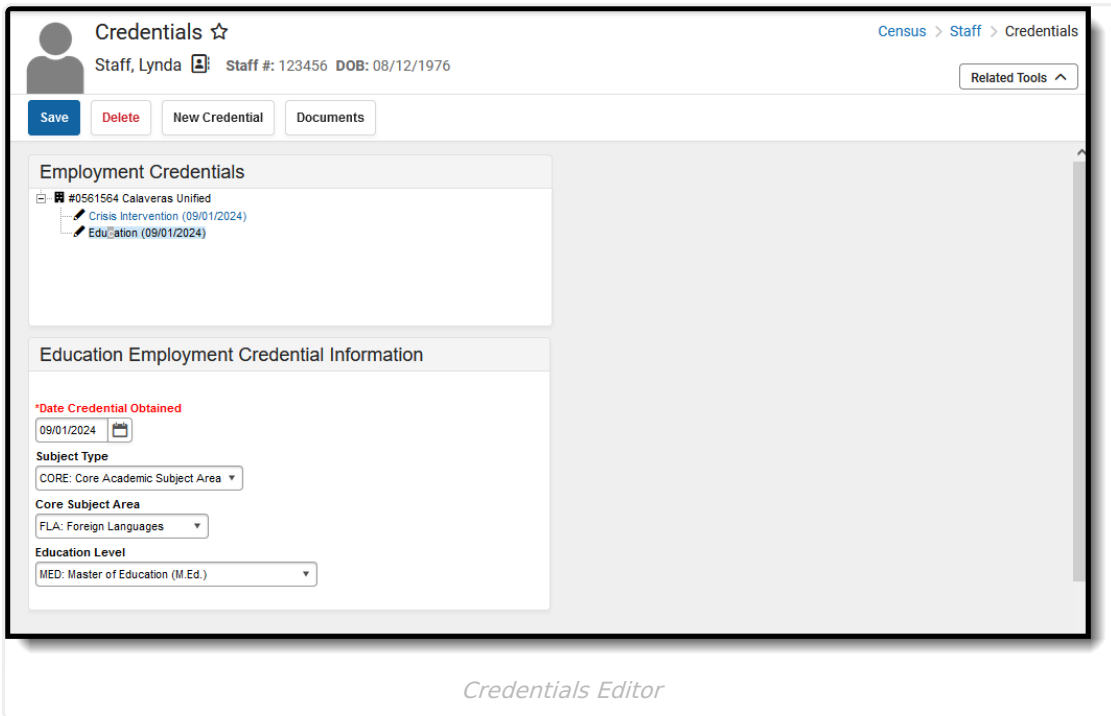 Credentials
Census > Staff > Credentials
Staff, Lynda Staff #: 123456 DOB: 08/12/1976
Related Tools
Save Delete New Credential Documents
Employment Credentials
#0561564 Calaveras Unified
Crisis Intervention (09/01/2024)
Education (09/01/2024)
Education Employment Credential Information
*Date Credential Obtained
09/01/2024
Subject Type
CORE: Core Academic Subject Area
Core Subject Area
FLA: Foreign Languages
Education Level
MED: Master of Education (M.Ed.)
Credentials Editor